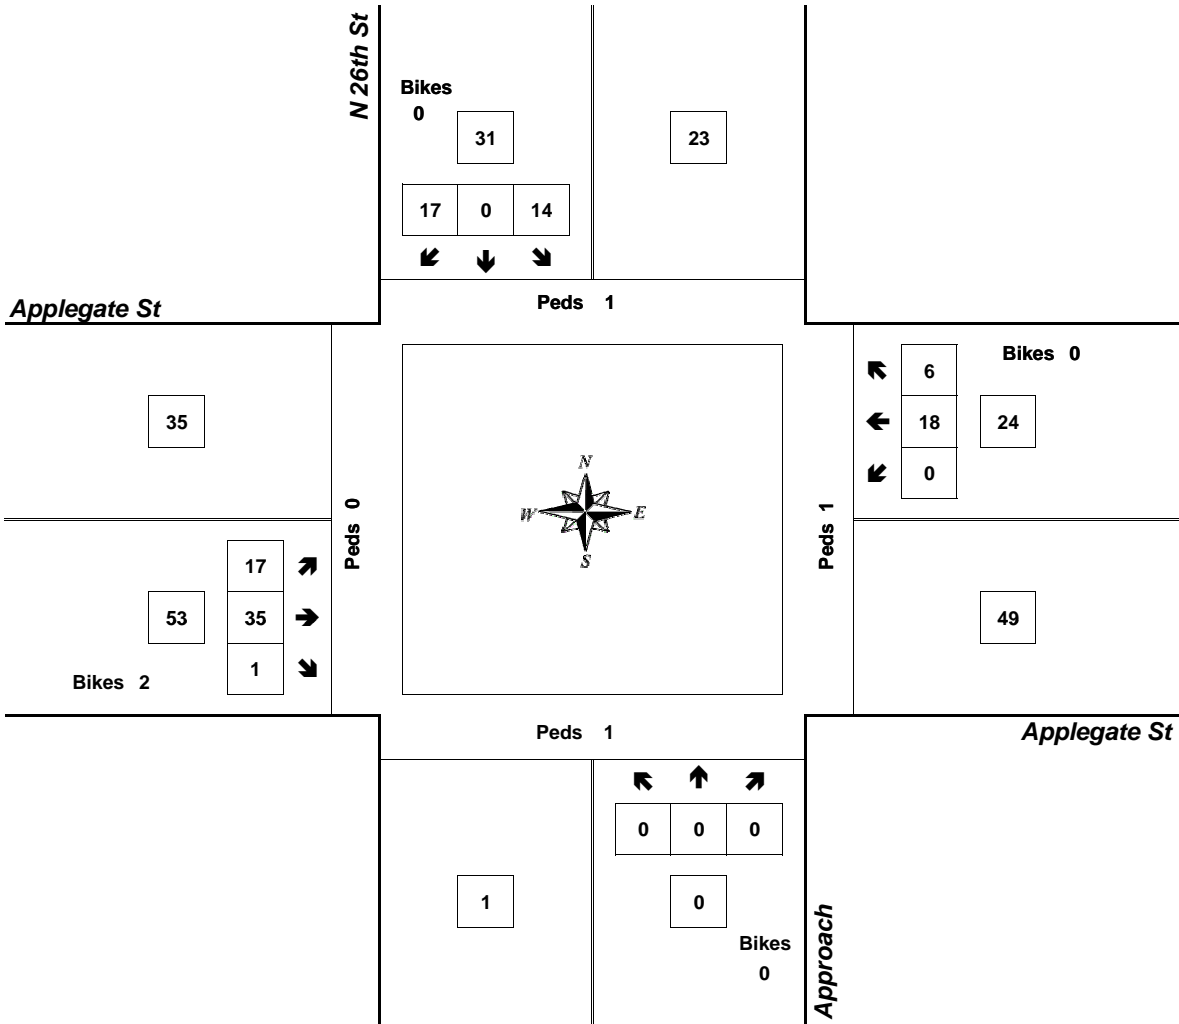 N 26th St
Bikes
0
31
23
17 0 14
Peds 1
Applegate St
6
Bikes 0
35
18
24
0
N
W E
S
Peds 0
Peds 1
17
53
35
49
1
Bikes 2
Peds 1
Applegate St
0 0 0
1
0
Bikes
0
Approach